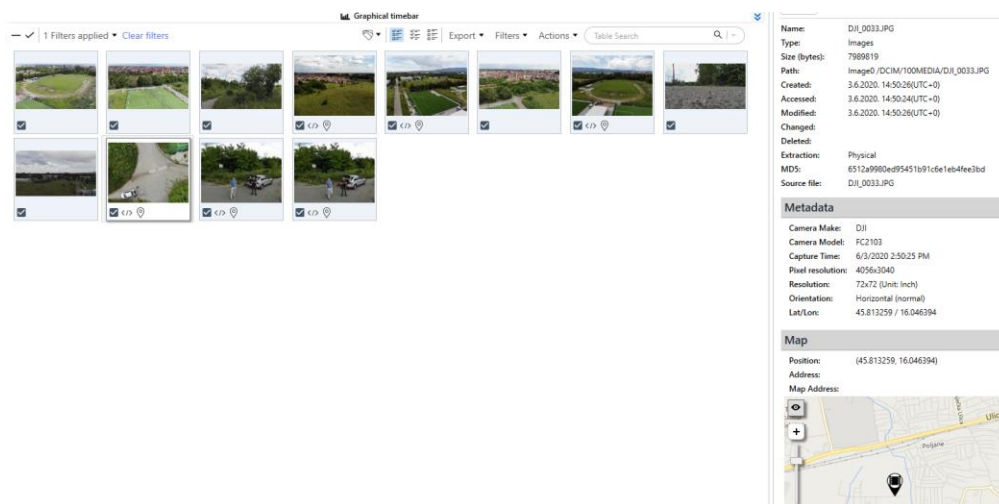 Graphical timebar
1 Filters applied Clear filters
Export Filters Actions Table Search
Name: DJI_0033.JPG
Type: Images
Size (bytes): 7989819
Path: Image0 /DCIM/100MEDIA/DJI_0033.JPG
Created: 3.6.2020. 14:50:26(UTC+0)
Accessed: 3.6.2020. 14:50:24(UTC+0)
Modified: 3.6.2020. 14:50:26(UTC+0)
Changed:
Deleted:
Extraction: Physical
MD5: 6512a9980ed95451b91c6e1eb4fee3bd
Source file: DJI_0033.JPG
Metadata
Camera Make: DJI
Camera Model: FC2103
Capture Time: 6/3/2020 2:50:25 PM
Pixel resolution: 4056x3040
Resolution: 72x72 (Unit: Inch)
Orientation: Horizontal (normal)
Lat/Lon: 45.813259 / 16.046394
Map
Position: (45.813259, 16.046394)
Address:
Map Address:
Ulic
Poljane